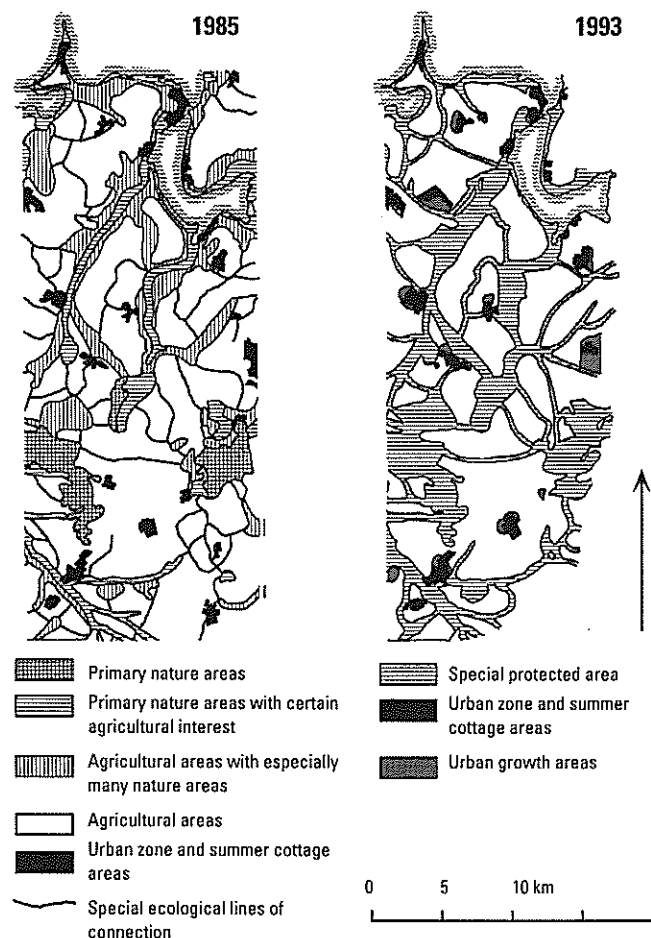 1985
1993
Primary nature areas
Primary nature areas with certain
agricultural interest
Agricultural areas with especially
many nature areas
Agricultural areas
Urban zone and summer cottage
areas
Special ecological lines of
connection
Special protected area
Urban zone and summer
cottage areas
Urban growth areas
0 5 10 km